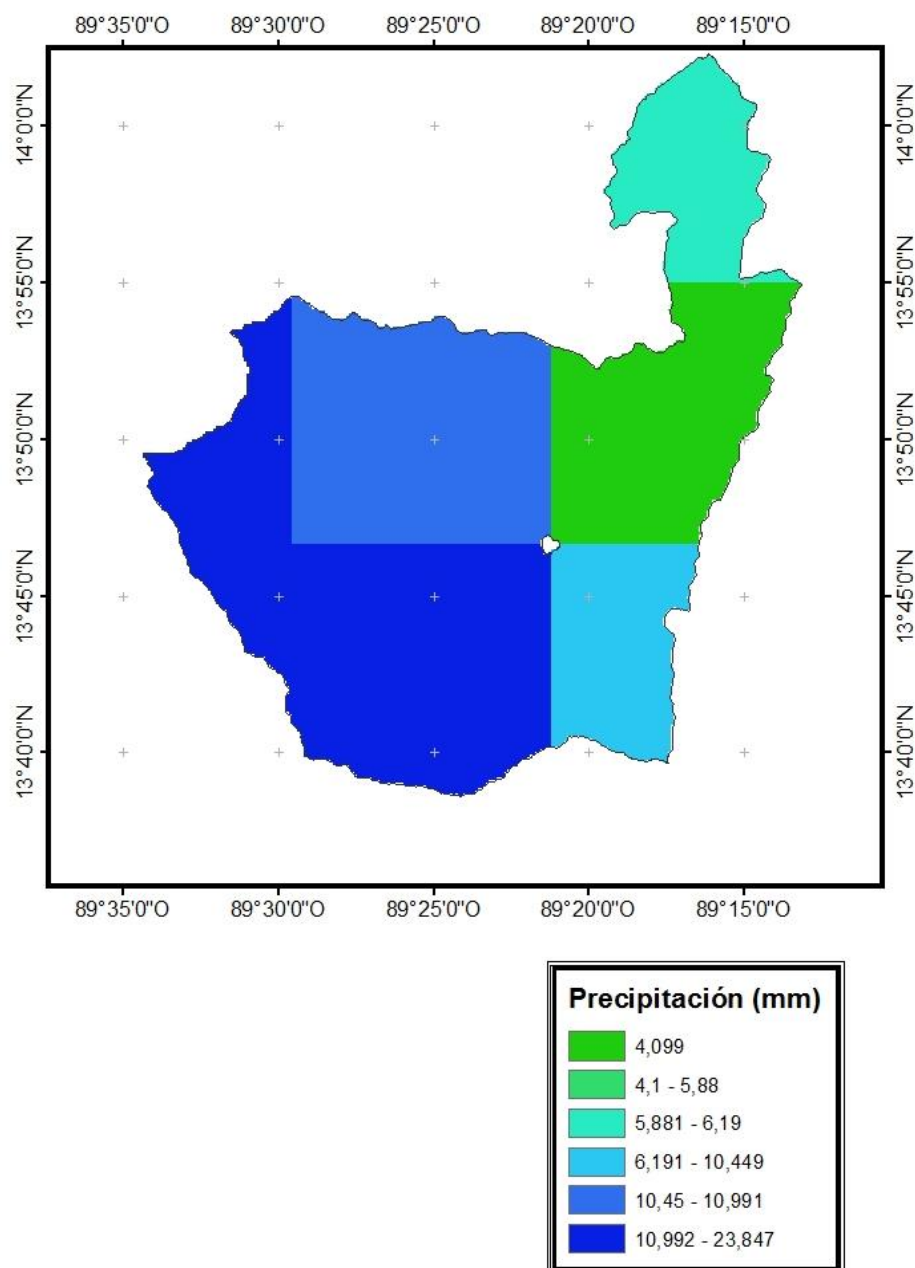 89°35'0"O 89°30'0"O 89°25'0"O 89°20'0"O 89°15'0"O
14°0'0"N 14°0'0"N
13°55'0"N 13°55'0"N
13°50'0"N 13°50'0"N
13°45'0"N 13°45'0"N
13°40'0"N 13°40'0"N
89°35'0"O 89°30'0"O 89°25'0"O 89°20'0"O 89°15'0"O
Precipitación (mm)
4,099
4,1 - 5,88
5,881 - 6,19
6,191 - 10,449
10,45 - 10,991
10,992 - 23,847